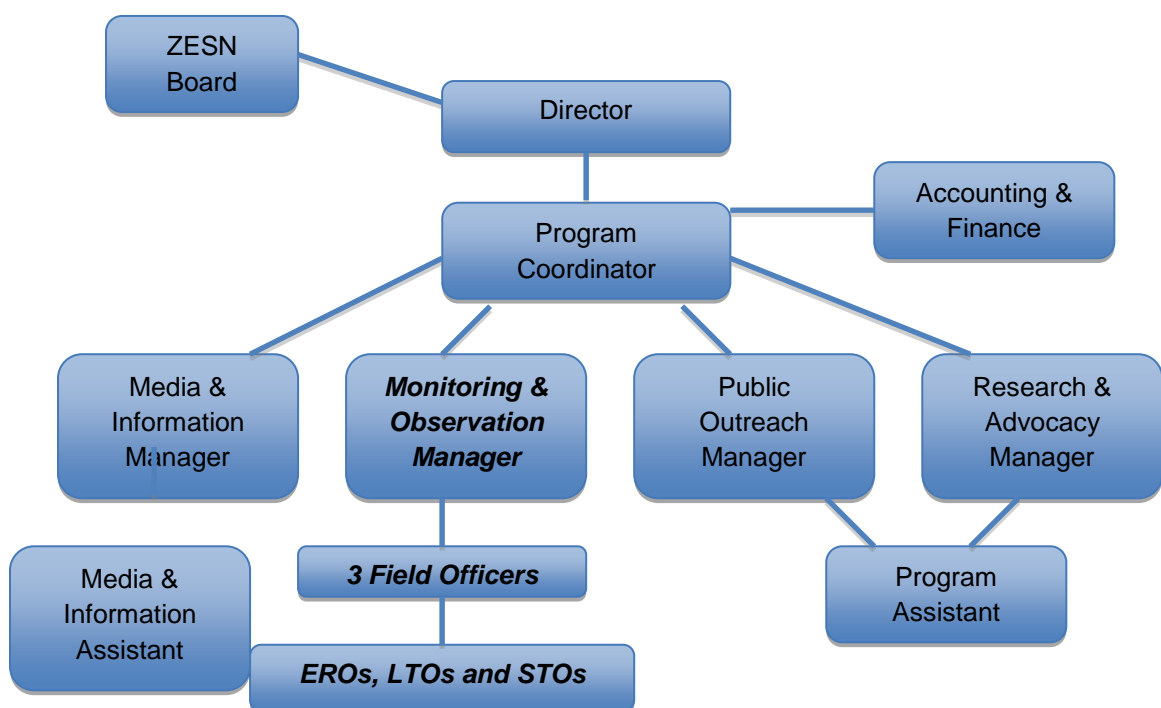 ZESN
Board
Director
Accounting &
Finance
Program
Coordinator
Media &
Information
Manager
Monitoring &
Observation
Manager
Public
Outreach
Manager
Research &
Advocacy
Manager
Media &
Information
Assistant
3 Field Officers
Program
Assistant
EROs, LTOs and STOs